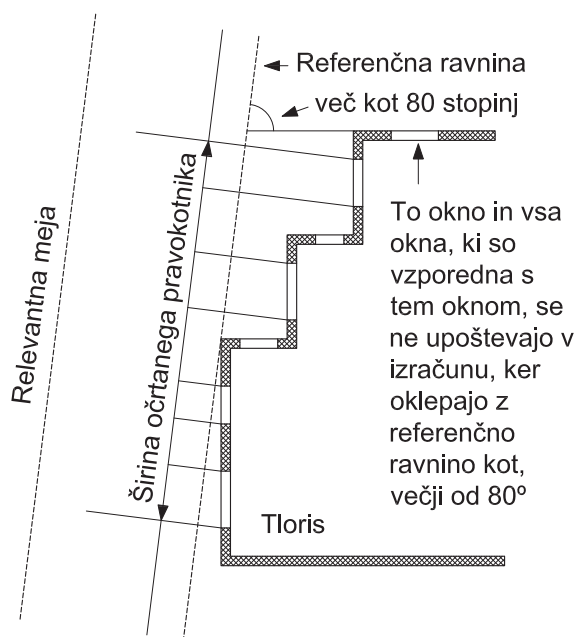 Referenčna ravnina
več kot 80 stopinj
To okno in vsa
okna, ki so
vzporedna s
tem oknom, se
ne upoštevajo v
izračunu, ker
oklepajo z
referenčno
ravnino kot,
večji od 80º
Relevantna meja
Širina očrtanega pravokotnika
Tloris